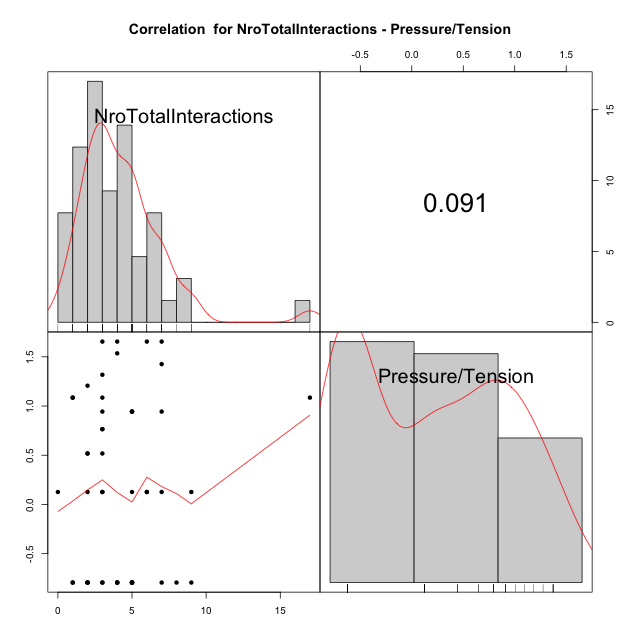 Correlation  for NroTotalInteractions - Pressure/Tension
-0.5 0.0 0.5 1.0 1.5
NroTotalInteractions
0.091
15
10
5
0
Pressure/Tension
1.5
1.0
0.5
0.0
-0.5
0 5 10 15